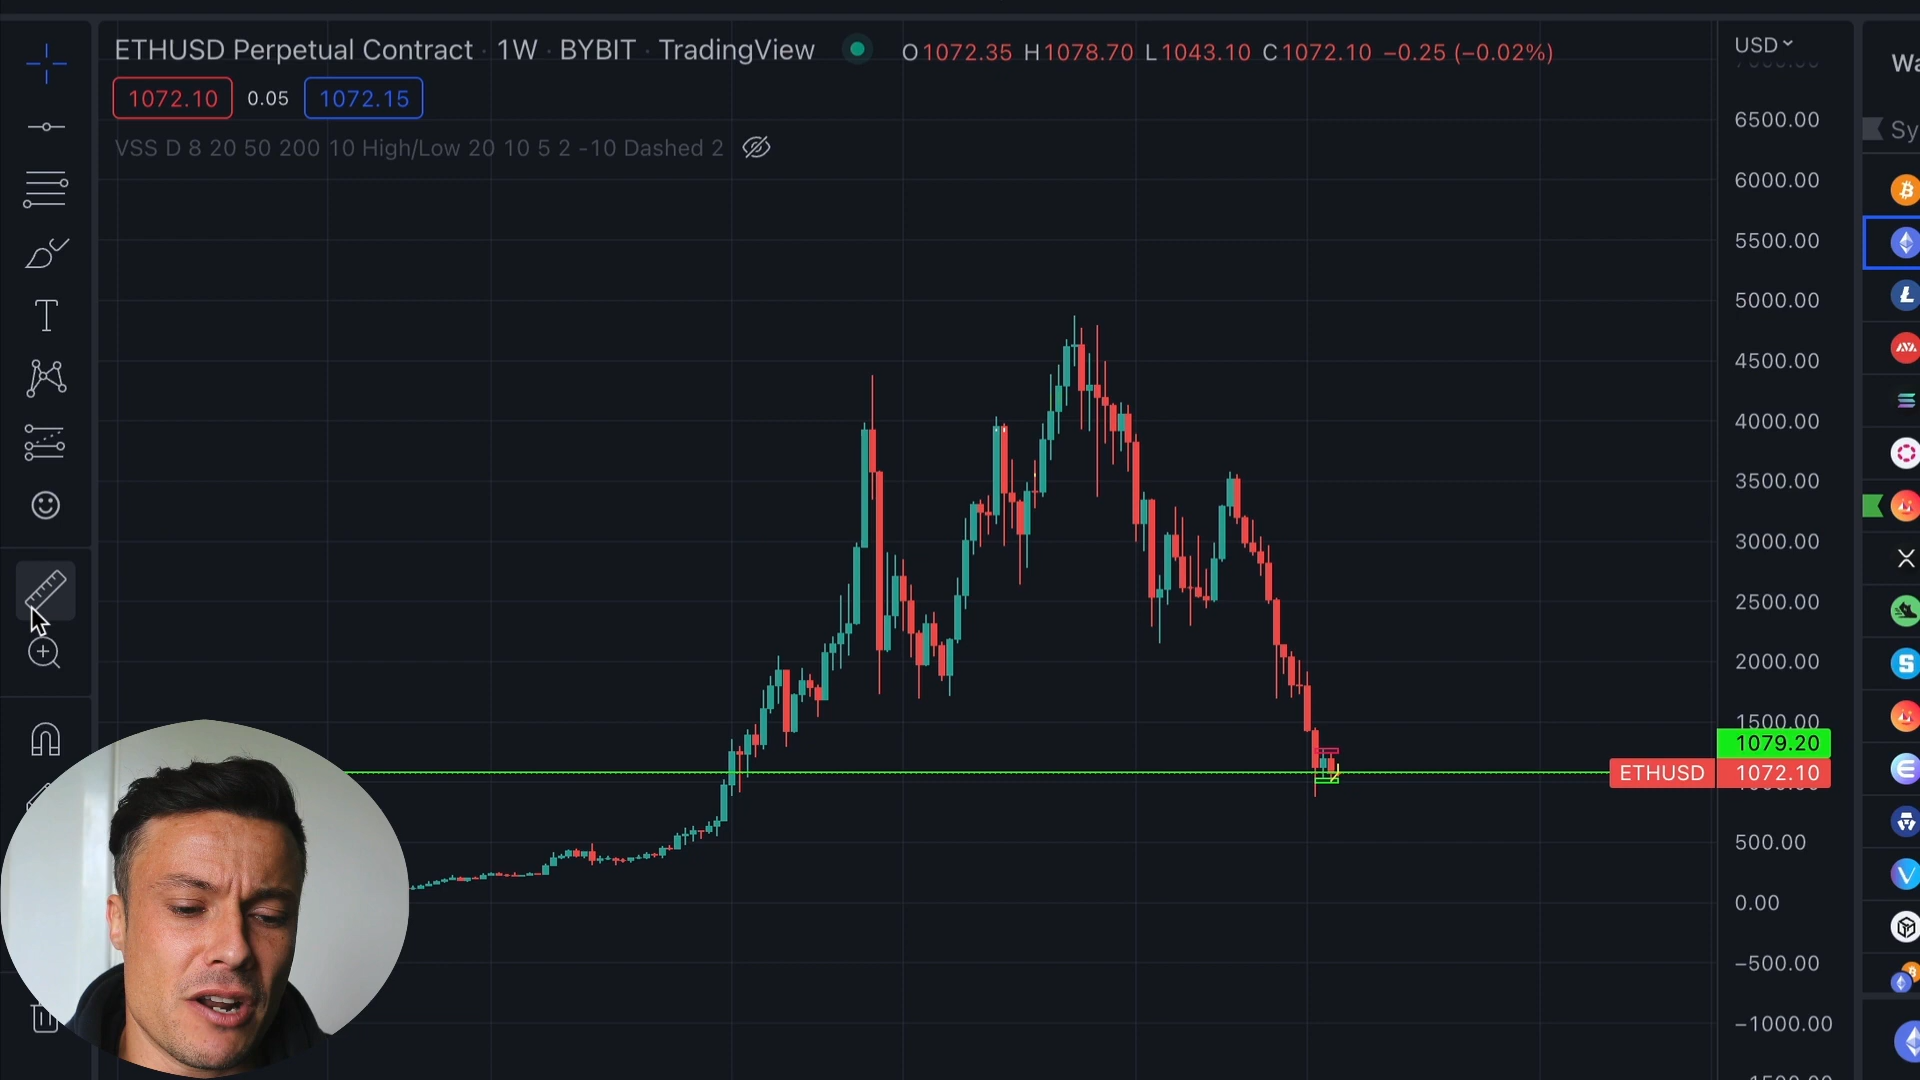 ETHUSD Perpetual Contract · 1W · BYBIT · TradingView O1072.35 H1078.70 L1043.10 C1072.10 −0.25 (−0.02%)
1072.10 0.05 1072.15
VSS D 8 20 50 200 10 High/Low 20 10 5 2 -10 Dashed 2
USD
6500.00
6000.00
5500.00
5000.00
4500.00
4000.00
3500.00
3000.00
2500.00
2000.00
1500.00
1079.20
ETHUSD 1072.10
500.00
0.00
−500.00
−1000.00
Wa
Sy